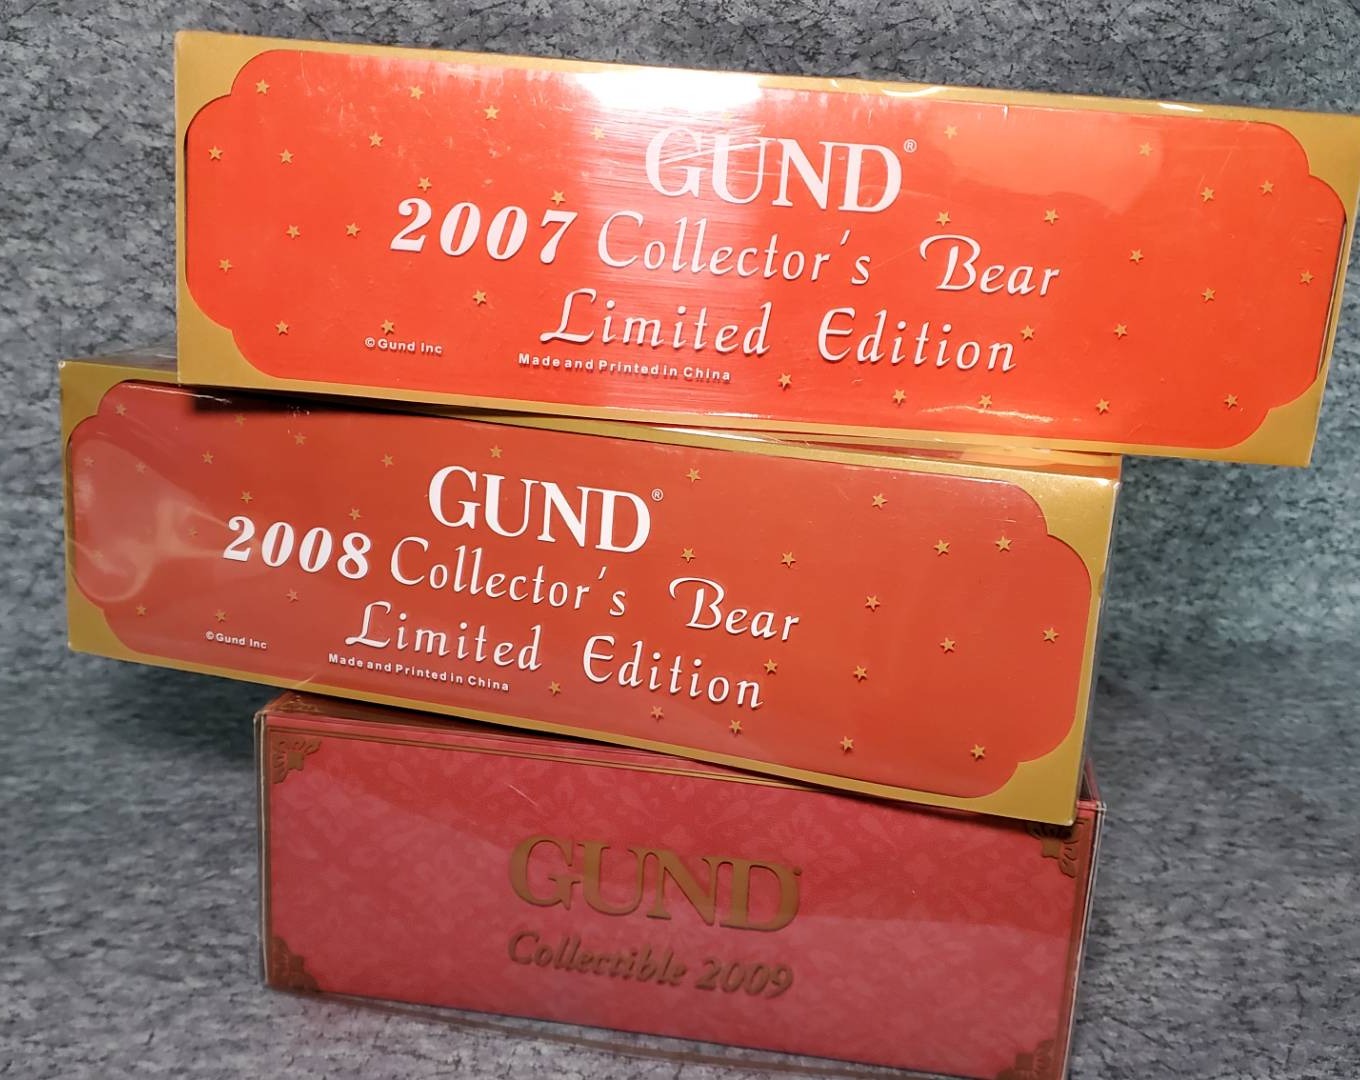 GUND®
2007 Collector's Bear
Limited Edition
©Gund Inc
Made and Printed in China
GUND®
2008 Collector's Bear
Limited Edition
©Gund Inc
Made and Printed in China
GUND
Collectible 2009